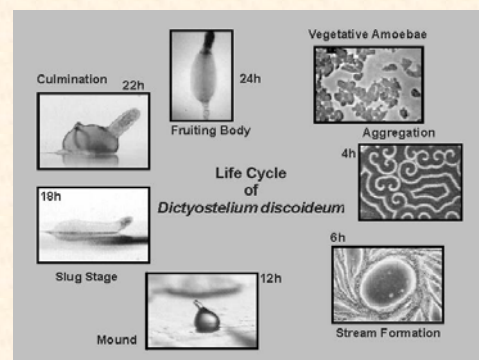 Vegetative Amoebae
Culmination
22h
24h
Fruiting Body
Aggregation
4h
Life Cycle
of
Dictyostelium discoideum
18h
6h
Slug Stage
12h
Mound
Stream Formation